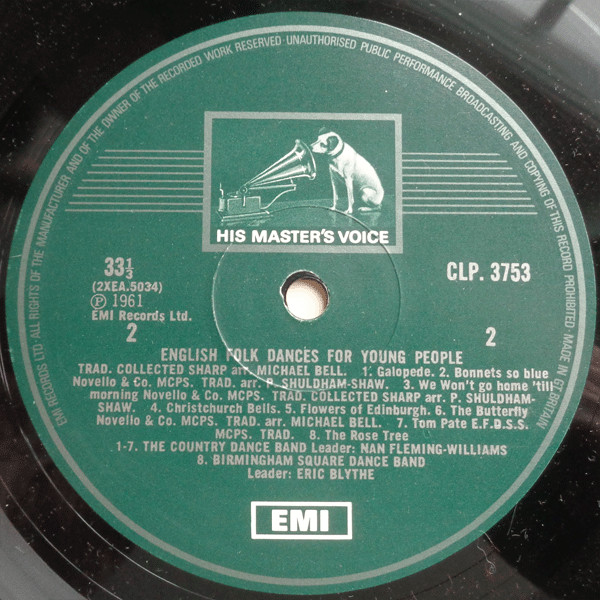 EMI RECORDS LTD ALL RIGHTS OF THE MANUFACTURER AND OF THE OWNER OF THE RECORDED WORK RESERVED · UNAUTHORISED PUBLIC PERFORMANCE BROADCASTING AND COPYING OF THIS RECORD PROHIBITED MADE IN GT. BRITAIN
HIS MASTER'S VOICE
33⅓
(2XEA.5034)
℗ 1961
EMI Records Ltd.
2
CLP. 3753
2
ENGLISH FOLK DANCES FOR YOUNG PEOPLE
TRAD. COLLECTED SHARP arr. MICHAEL BELL. 1. Galopede. 2. Bonnets so blue
Novello & Co. MCPS. TRAD. arr. P. SHULDHAM-SHAW. 3. We Won't go home 'till
morning Novello & Co. MCPS. TRAD. COLLECTED SHARP arr. P. SHULDHAM-
SHAW. 4. Christchurch Bells. 5. Flowers of Edinburgh. 6. The Butterfly
Novello & Co. MCPS. TRAD. arr. MICHAEL BELL. 7. Tom Pate E.F.D.S.S.
MCPS. TRAD. 8. The Rose Tree
1-7. THE COUNTRY DANCE BAND Leader: NAN FLEMING-WILLIAMS
8. BIRMINGHAM SQUARE DANCE BAND
Leader: ERIC BLYTHE
EMI